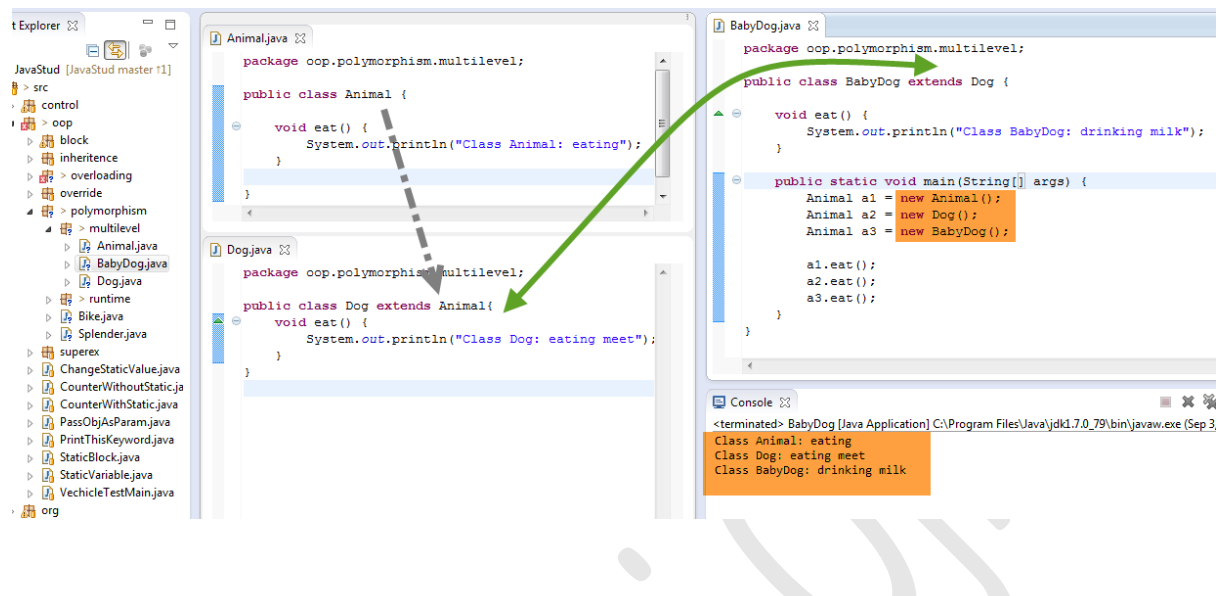 t Explorer
JavaStud [JavaStud master ↑1]
> src
control
> oop
block
inheritence
> overloading
override
> polymorphism
> multilevel
Animal.java
BabyDog.java
Dog.java
> runtime
Bike.java
Splender.java
superex
ChangeStaticValue.java
CounterWithoutStatic.ja
CounterWithStatic.java
PassObjAsParam.java
PrintThisKeyword.java
StaticBlock.java
StaticVariable.java
VechicleTestMain.java
org
Animal.java
package oop.polymorphism.multilevel;
public class Animal {
void eat() {
System.out.println("Class Animal: eating");
}
}
Dog.java
package oop.polymorphism.multilevel;
public class Dog extends Animal{
void eat() {
System.out.println("Class Dog: eating meet");
}
}
BabyDog.java
package oop.polymorphism.multilevel;
public class BabyDog extends Dog {
void eat() {
System.out.println("Class BabyDog: drinking milk");
}
public static void main(String[] args) {
Animal a1 = new Animal();
Animal a2 = new Dog();
Animal a3 = new BabyDog();
a1.eat();
a2.eat();
a3.eat();
}
}
Console
<terminated> BabyDog [Java Application] C:\Program Files\Java\jdk1.7.0_79\bin\javaw.exe (Sep 3,
Class Animal: eating
Class Dog: eating meet
Class BabyDog: drinking milk